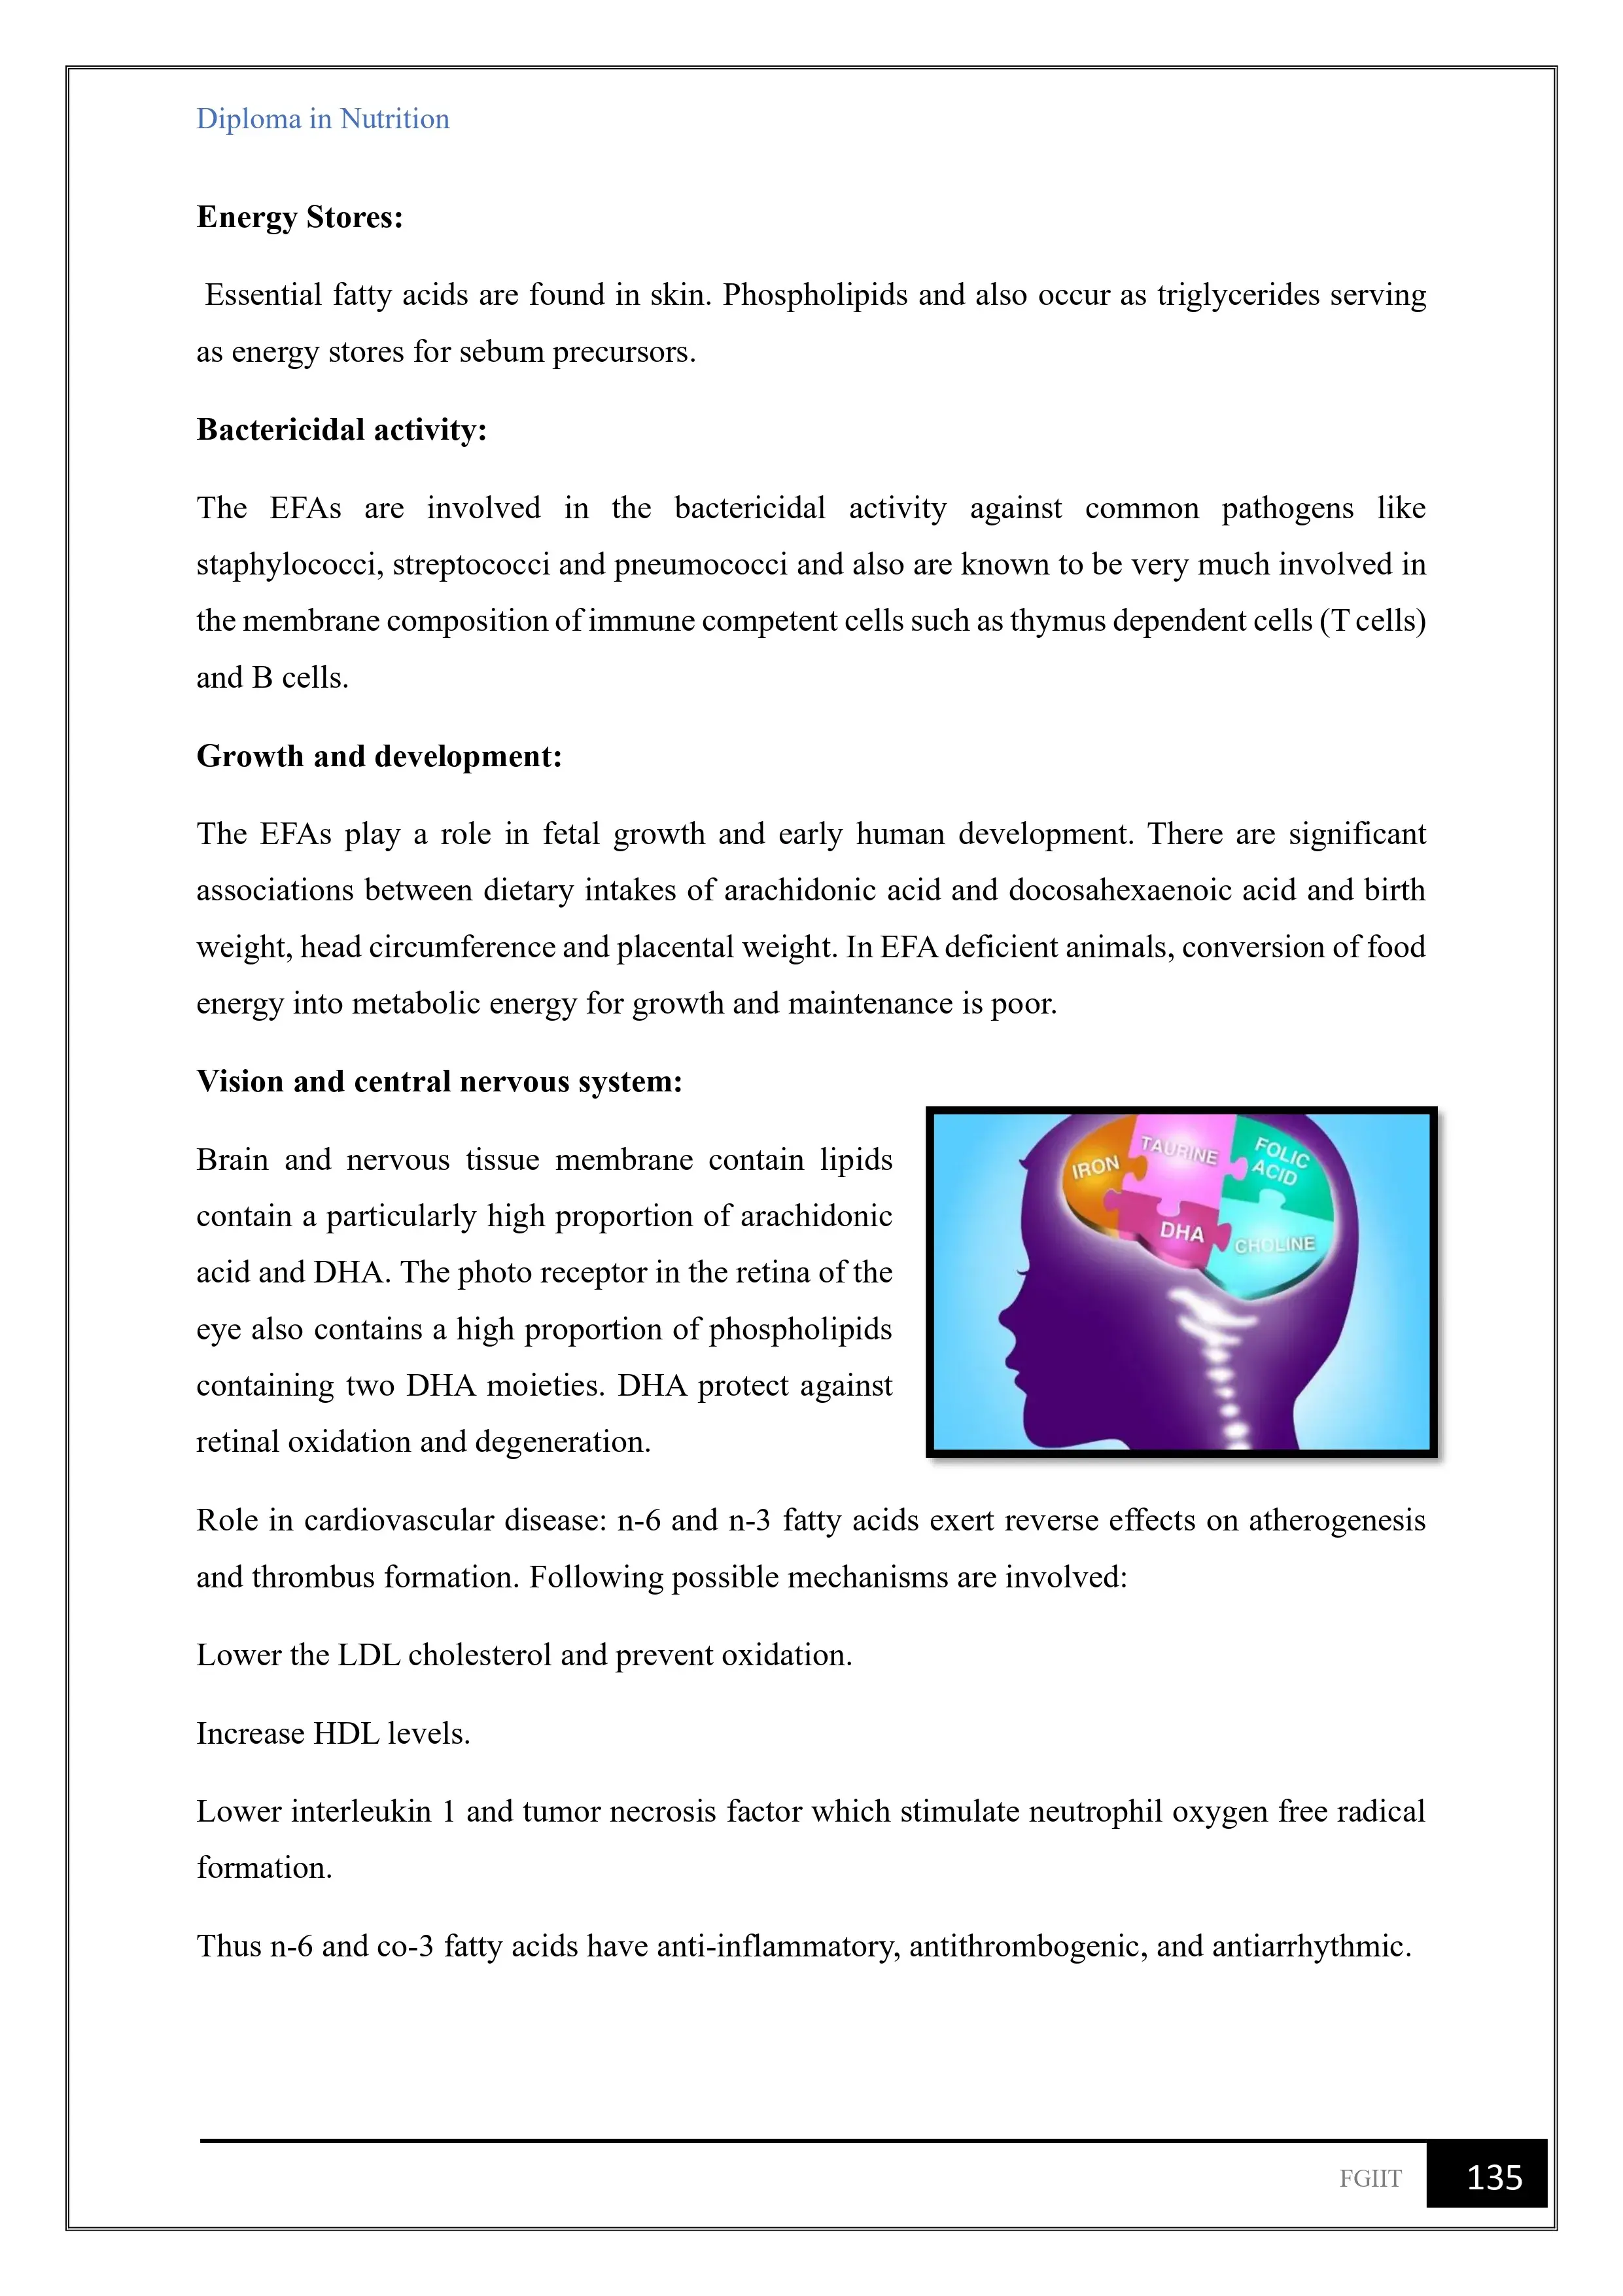 Diploma in Nutrition
Energy Stores:
Essential fatty acids are found in skin. Phospholipids and also occur as triglycerides serving
as energy stores for sebum precursors.
Bactericidal activity:
The EFAs are involved in the bactericidal activity against common pathogens like
staphylococci, streptococci and pneumococci and also are known to be very much involved in
the membrane composition of immune competent cells such as thymus dependent cells (T cells)
and B cells.
Growth and development:
The EFAs play a role in fetal growth and early human development. There are significant
associations between dietary intakes of arachidonic acid and docosahexaenoic acid and birth
weight, head circumference and placental weight. In EFA deficient animals, conversion of food
energy into metabolic energy for growth and maintenance is poor.
Vision and central nervous system:
Brain and nervous tissue membrane contain lipids
contain a particularly high proportion of arachidonic
acid and DHA. The photo receptor in the retina of the
eye also contains a high proportion of phospholipids
containing two DHA moieties. DHA protect against
retinal oxidation and degeneration.
IRON
TAURINE
FOLIC
ACID
DHA
CHOLINE
Role in cardiovascular disease: n-6 and n-3 fatty acids exert reverse effects on atherogenesis
and thrombus formation. Following possible mechanisms are involved:
Lower the LDL cholesterol and prevent oxidation.
Increase HDL levels.
Lower interleukin 1 and tumor necrosis factor which stimulate neutrophil oxygen free radical
formation.
Thus n-6 and co-3 fatty acids have anti-inflammatory, antithrombogenic, and antiarrhythmic.
FGIIT
135